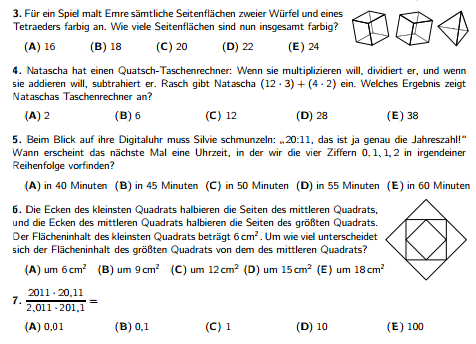 3. Für ein Spiel malt Emre sämtliche Seitenflächen zweier Würfel und eines
Tetraeders farbig an. Wie viele Seitenflächen sind nun insgesamt farbig?
(A) 16 (B) 18 (C) 20 (D) 22 (E) 24
4. Natascha hat einen Quatsch-Taschenrechner: Wenn sie multiplizieren will, dividiert er, und wenn
sie addieren will, subtrahiert er. Rasch gibt Natascha (12 · 3) + (4 · 2) ein. Welches Ergebnis zeigt
Nataschas Taschenrechner an?
(A) 2 (B) 6 (C) 12 (D) 28 (E) 38
5. Beim Blick auf ihre Digitaluhr muss Silvie schmunzeln: „20:11, das ist ja genau die Jahreszahl!“
Wann erscheint das nächste Mal eine Uhrzeit, in der wir die vier Ziffern 0, 1, 1, 2 in irgendeiner
Reihenfolge vorfinden?
(A) in 40 Minuten (B) in 45 Minuten (C) in 50 Minuten (D) in 55 Minuten (E) in 60 Minuten
6. Die Ecken des kleinsten Quadrats halbieren die Seiten des mittleren Quadrats,
und die Ecken des mittleren Quadrats halbieren die Seiten des größten Quadrats.
Der Flächeninhalt des kleinsten Quadrats beträgt 6 cm². Um wie viel unterscheidet
sich der Flächeninhalt des größten Quadrats von dem des mittleren Quadrats?
(A) um 6 cm² (B) um 9 cm² (C) um 12 cm² (D) um 15 cm² (E) um 18 cm²
7. 2011 · 20,11
2,011 · 201,1 =
(A) 0,01 (B) 0,1 (C) 1 (D) 10 (E) 100